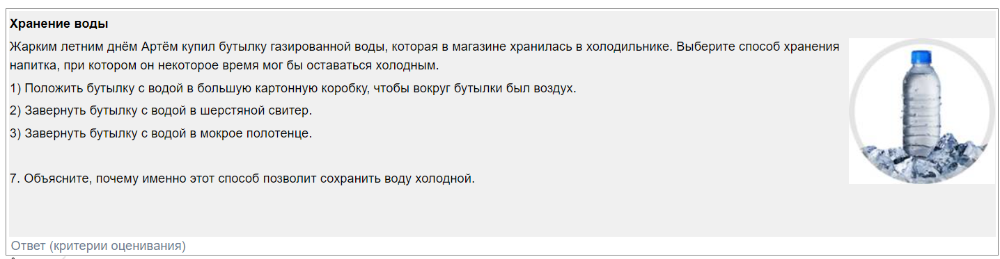 Хранение воды
Жарким летним днём Артём купил бутылку газированной воды, которая в магазине хранилась в холодильнике. Выберите способ хранения
напитка, при котором он некоторое время мог бы оставаться холодным.
1) Положить бутылку с водой в большую картонную коробку, чтобы вокруг бутылки был воздух.
2) Завернуть бутылку с водой в шерстяной свитер.
3) Завернуть бутылку с водой в мокрое полотенце.
7. Объясните, почему именно этот способ позволит сохранить воду холодной.
Ответ (критерии оценивания)